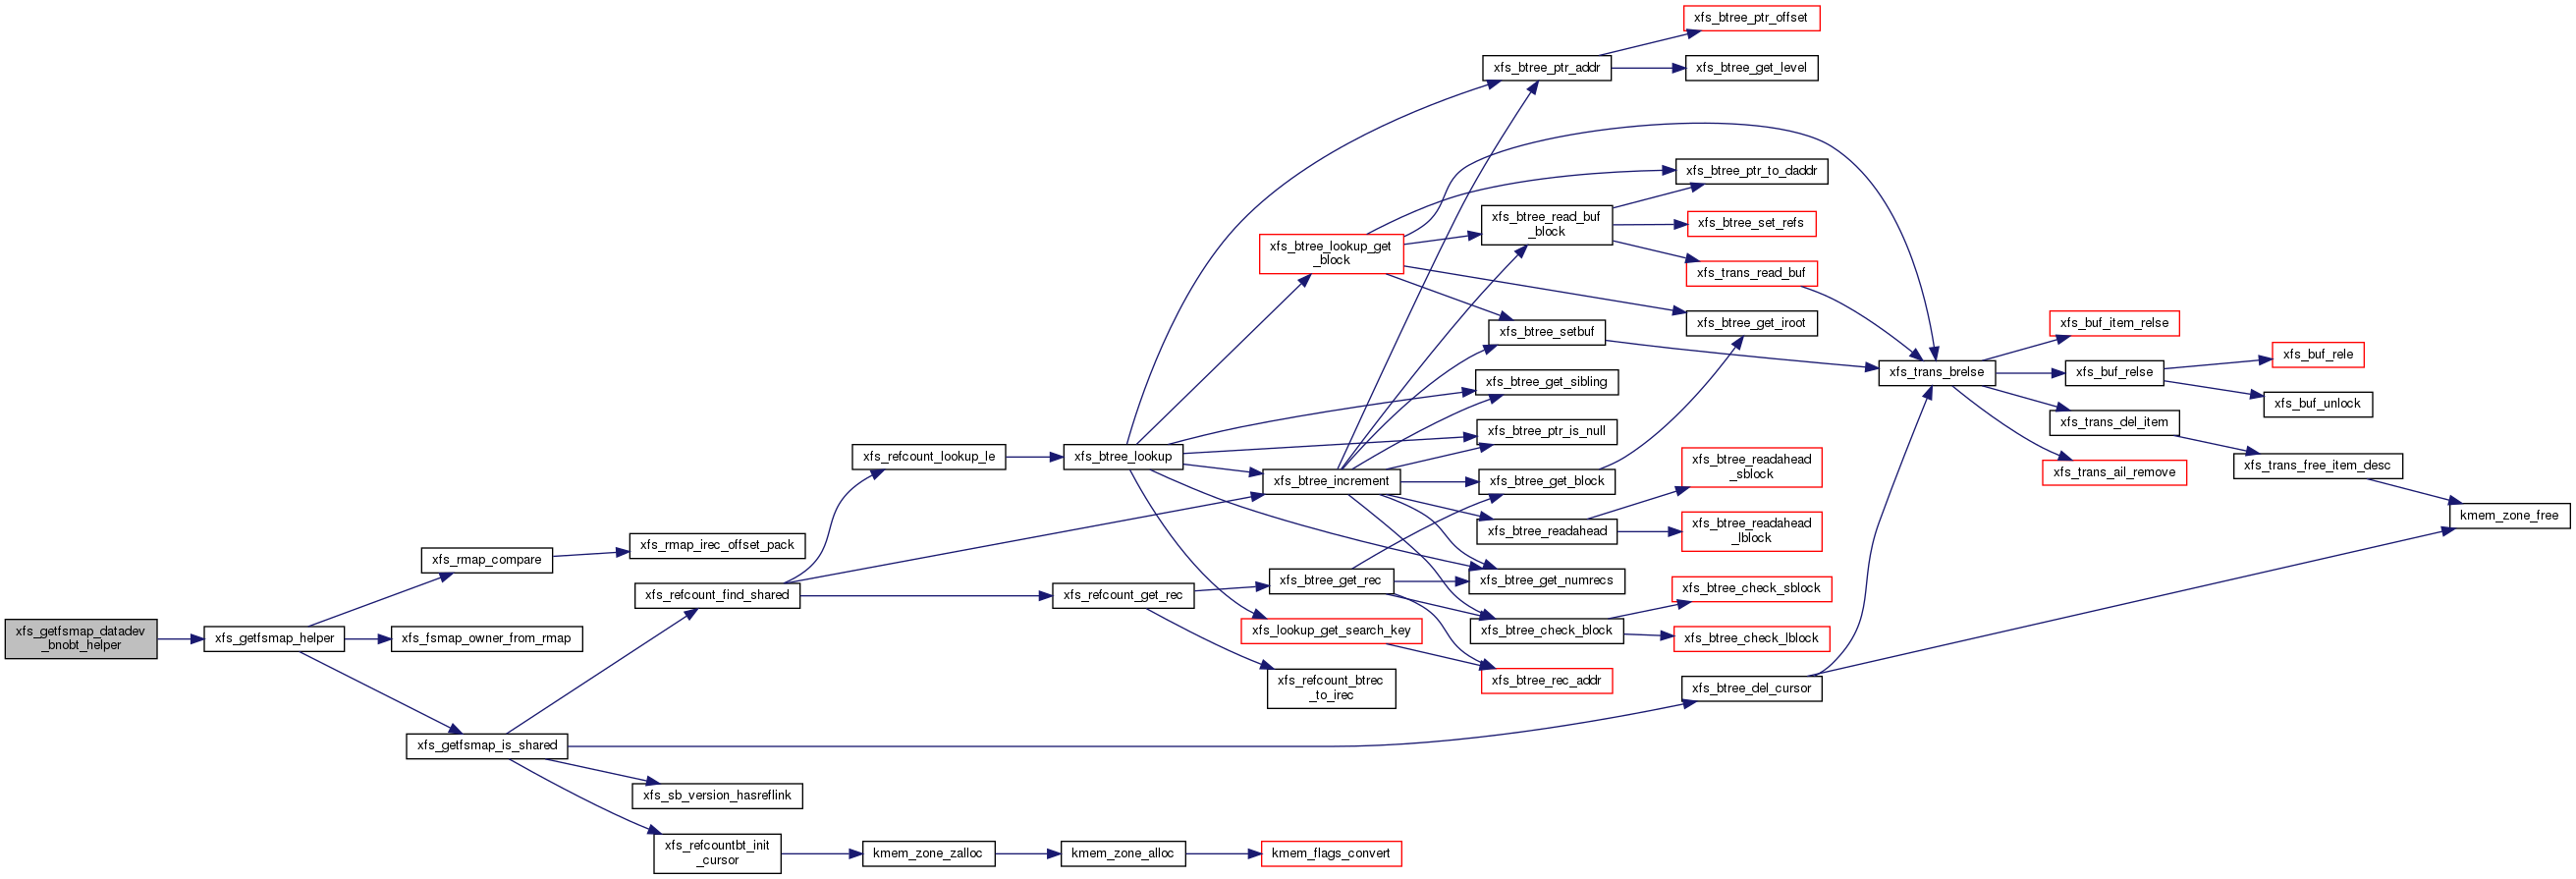 xfs_getfsmap_datadev
_bnobt_helper
xfs_getfsmap_helper
xfs_rmap_compare
xfs_rmap_irec_offset_pack
xfs_fsmap_owner_from_rmap
xfs_getfsmap_is_shared
xfs_refcount_find_shared
xfs_sb_version_hasreflink
xfs_refcountbt_init
_cursor
kmem_zone_zalloc
kmem_zone_alloc
kmem_flags_convert
xfs_refcount_lookup_le
xfs_refcount_get_rec
xfs_btree_lookup
xfs_btree_lookup_get
_block
xfs_btree_increment
xfs_btree_get_rec
xfs_lookup_get_search_key
xfs_refcount_btrec
_to_irec
xfs_btree_ptr_addr
xfs_btree_read_buf
_block
xfs_btree_setbuf
xfs_btree_get_sibling
xfs_btree_ptr_is_null
xfs_btree_get_block
xfs_btree_readahead
xfs_btree_get_numrecs
xfs_btree_check_block
xfs_btree_rec_addr
xfs_btree_ptr_offset
xfs_btree_get_level
xfs_btree_ptr_to_daddr
xfs_btree_set_refs
xfs_trans_read_buf
xfs_btree_get_iroot
xfs_btree_readahead
_sblock
xfs_btree_readahead
_lblock
xfs_btree_check_sblock
xfs_btree_check_lblock
xfs_btree_del_cursor
xfs_trans_brelse
xfs_buf_item_relse
xfs_buf_relse
xfs_trans_del_item
xfs_trans_ail_remove
xfs_buf_rele
xfs_buf_unlock
xfs_trans_free_item_desc
kmem_zone_free